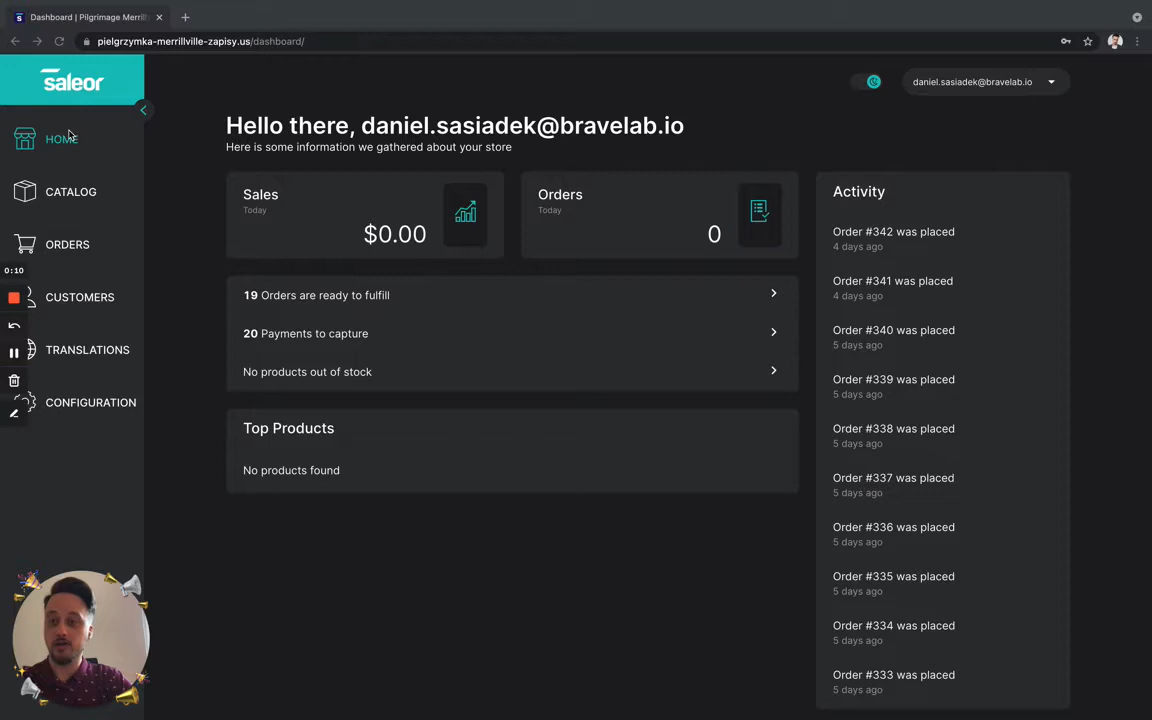 Dashboard | Pilgrimage Merrill
pielgrzymka-merrillville-zapisy.us/dashboard/
saleor
HOME
CATALOG
ORDERS
0:10
CUSTOMERS
TRANSLATIONS
CONFIGURATION
daniel.sasiadek@bravelab.io
Hello there, daniel.sasiadek@bravelab.io
Here is some information we gathered about your store
Sales
Today
$0.00
Orders
Today
0
19 Orders are ready to fulfill
20 Payments to capture
No products out of stock
Top Products
No products found
Activity
Order #342 was placed
4 days ago
Order #341 was placed
4 days ago
Order #340 was placed
5 days ago
Order #339 was placed
5 days ago
Order #338 was placed
5 days ago
Order #337 was placed
5 days ago
Order #336 was placed
5 days ago
Order #335 was placed
5 days ago
Order #334 was placed
5 days ago
Order #333 was placed
5 days ago